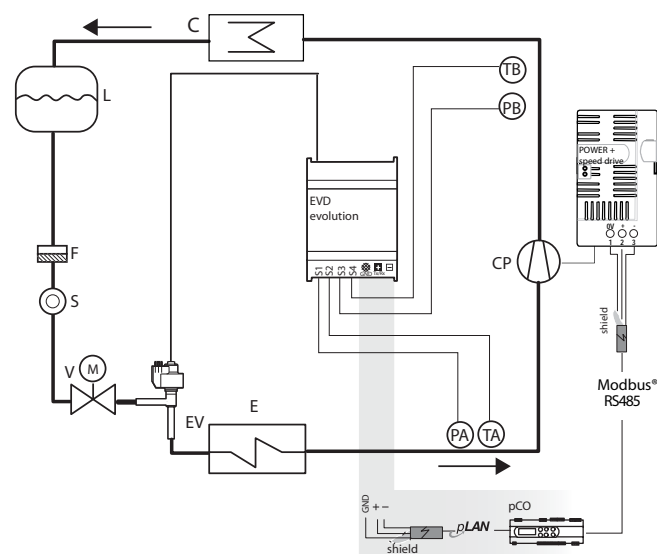 C
TB
L
PB
POWER +
speed drive
EVD
evolution
0V + -
1 2 3
S1 S2 S3 S4 GND
CP
F
S
shield
V
M
Modbus®
RS485
EV
E
PA
TA
GND + −
pCO
pLAN
shield